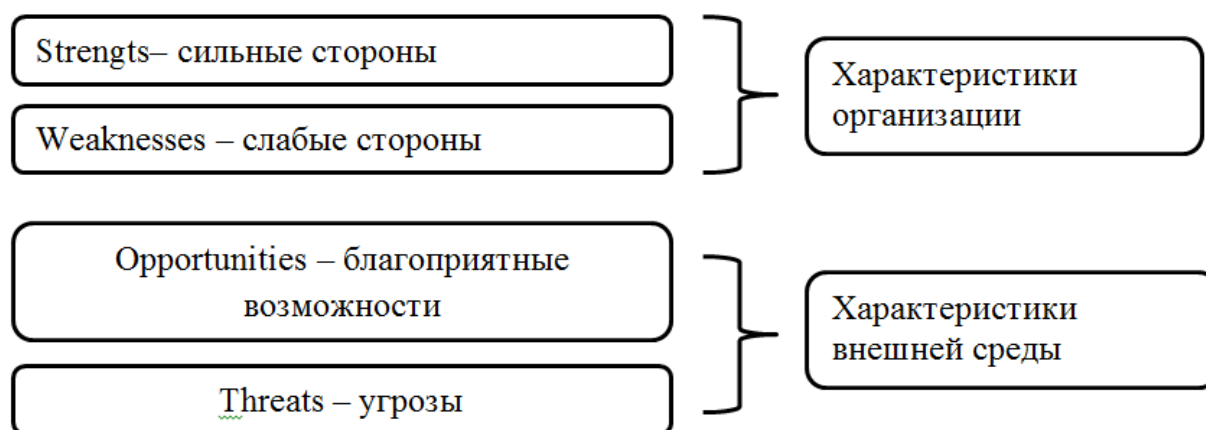 Strengts– сильные стороны
Weaknesses – слабые стороны
Характеристики
организации
Opportunities – благоприятные
возможности
Threats – угрозы
Характеристики
внешней среды